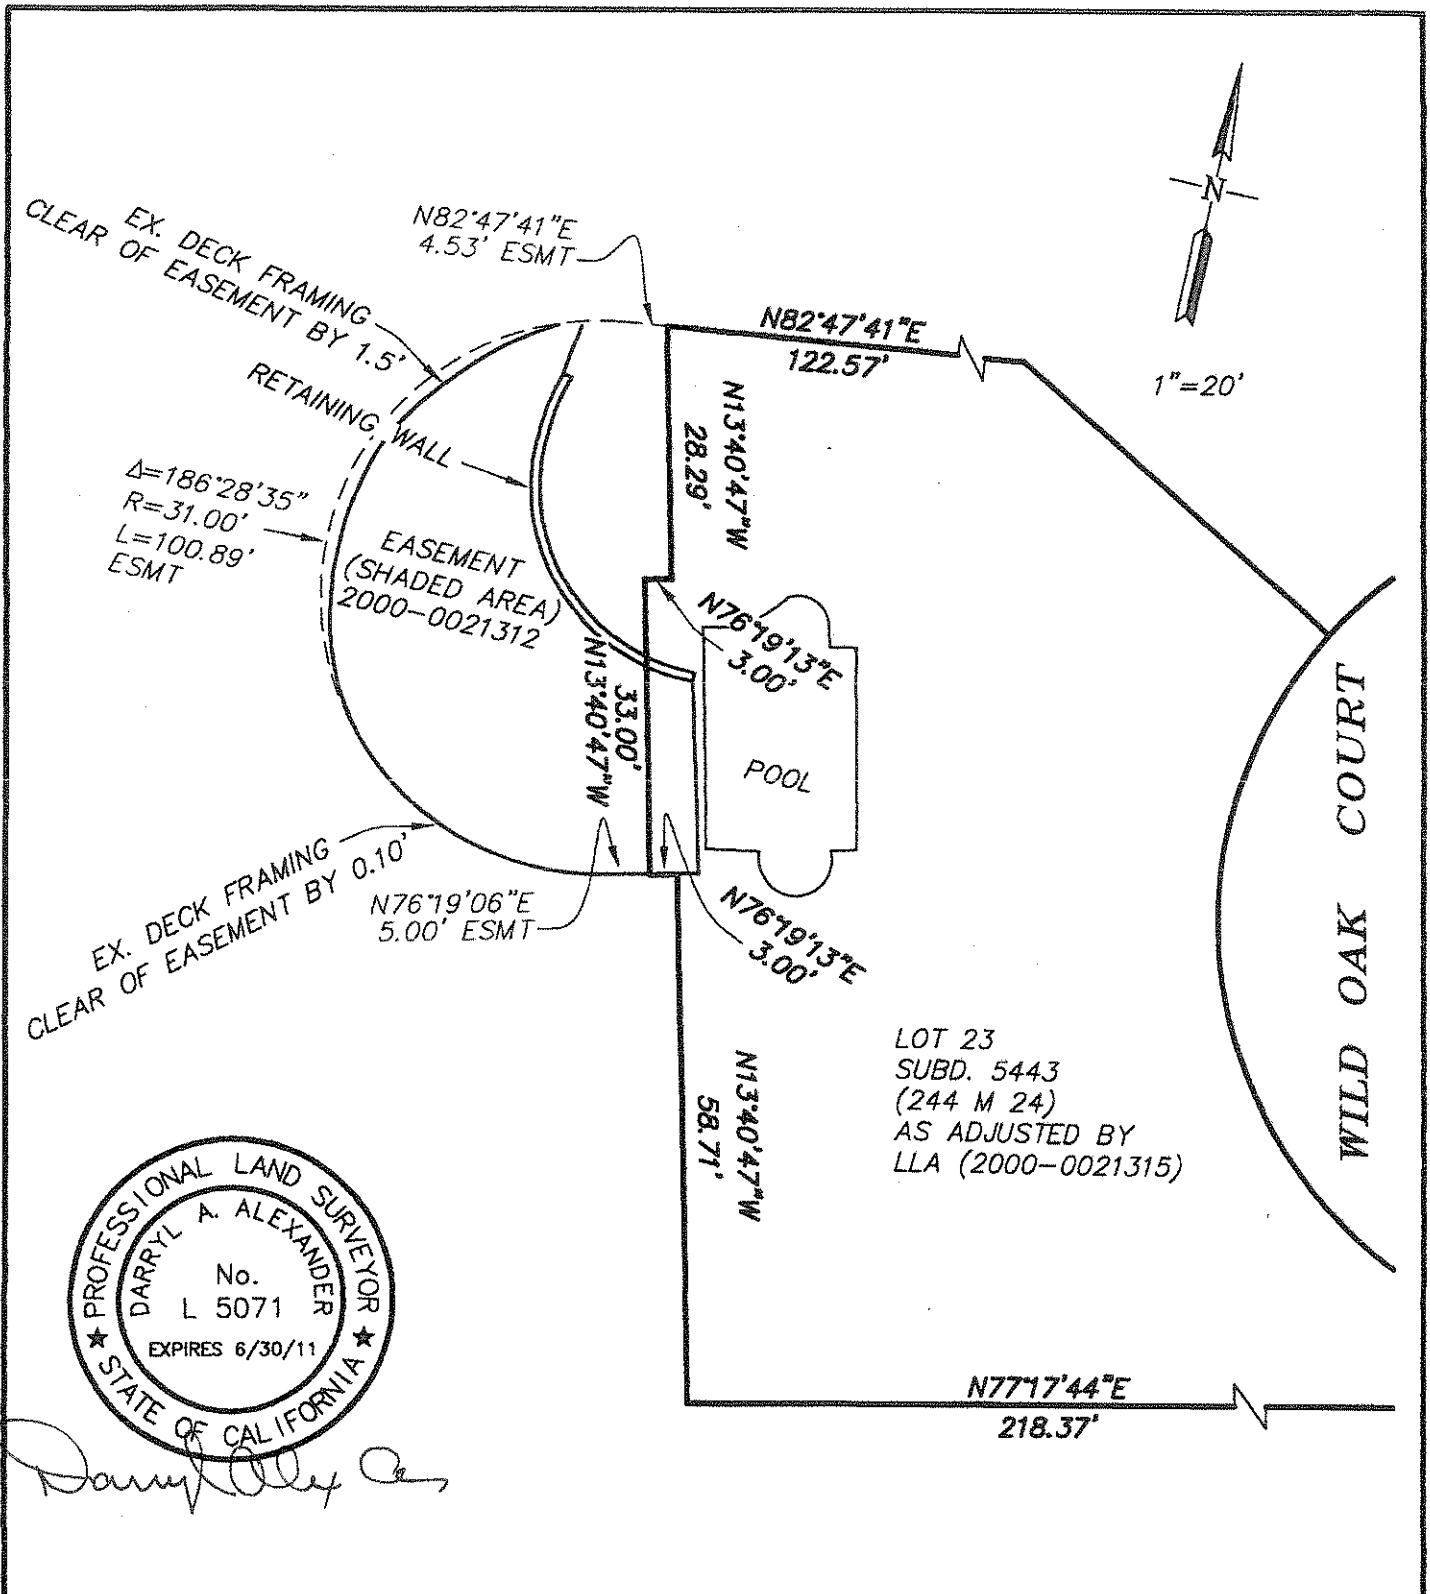 N
1"=20'
EX. DECK FRAMING
CLEAR OF EASEMENT BY 1.5'
N82°47'41"E
4.53' ESMT
N82°47'41"E
122.57'
RETAINING WALL
N13°40'47"W
28.29'
Δ=186°28'35"
R=31.00'
L=100.89'
ESMT
EASEMENT
(SHADED AREA)
2000-0021312
N76°19'13"E
3.00'
33.00'
N13°40'47"W
POOL
EX. DECK FRAMING
CLEAR OF EASEMENT BY 0.10'
N76°19'06"E
5.00' ESMT
N76°19'13"E
3.00'
WILD OAK COURT
LOT 23
SUBD. 5443
(244 M 24)
AS ADJUSTED BY
LLA (2000-0021315)
N13°40'47"W
58.71'
PROFESSIONAL LAND SURVEYOR
DARRYL A. ALEXANDER
No.
L 5071
EXPIRES 6/30/11
STATE OF CALIFORNIA
N77°17'44"E
218.37'